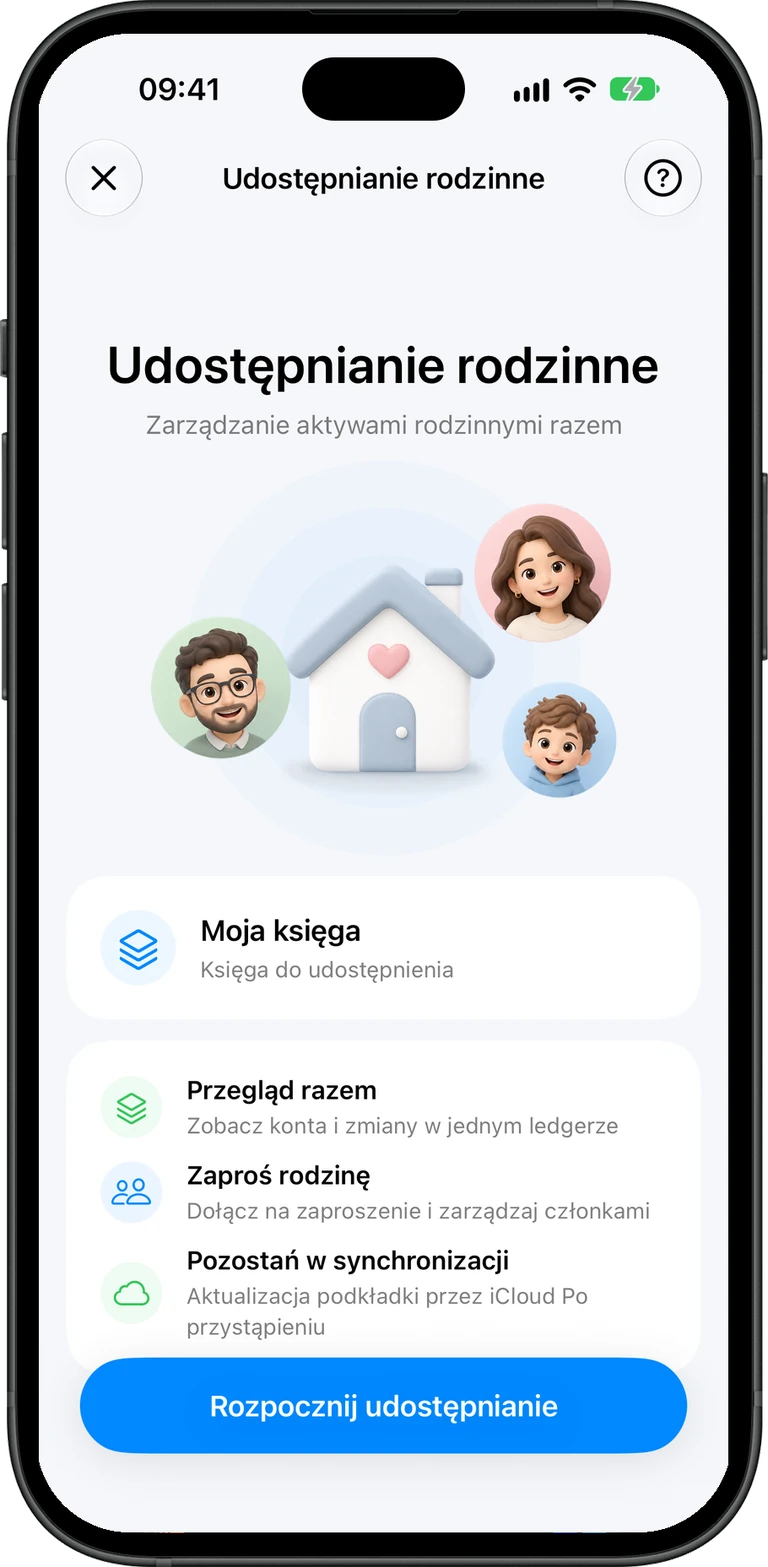 09:41
Udostępnianie rodzinne
Udostępnianie rodzinne
Zarządzanie aktywami rodzinnymi razem
Moja księga
Księga do udostępnienia
Przegląd razem
Zobacz konta i zmiany w jednym ledgerze
Zaproś rodzinę
Dołącz na zaproszenie i zarządzaj członkami
Pozostań w synchronizacji
Aktualizacja podkładki przez iCloud Po
przystąpieniu
Rozpocznij udostępnianie